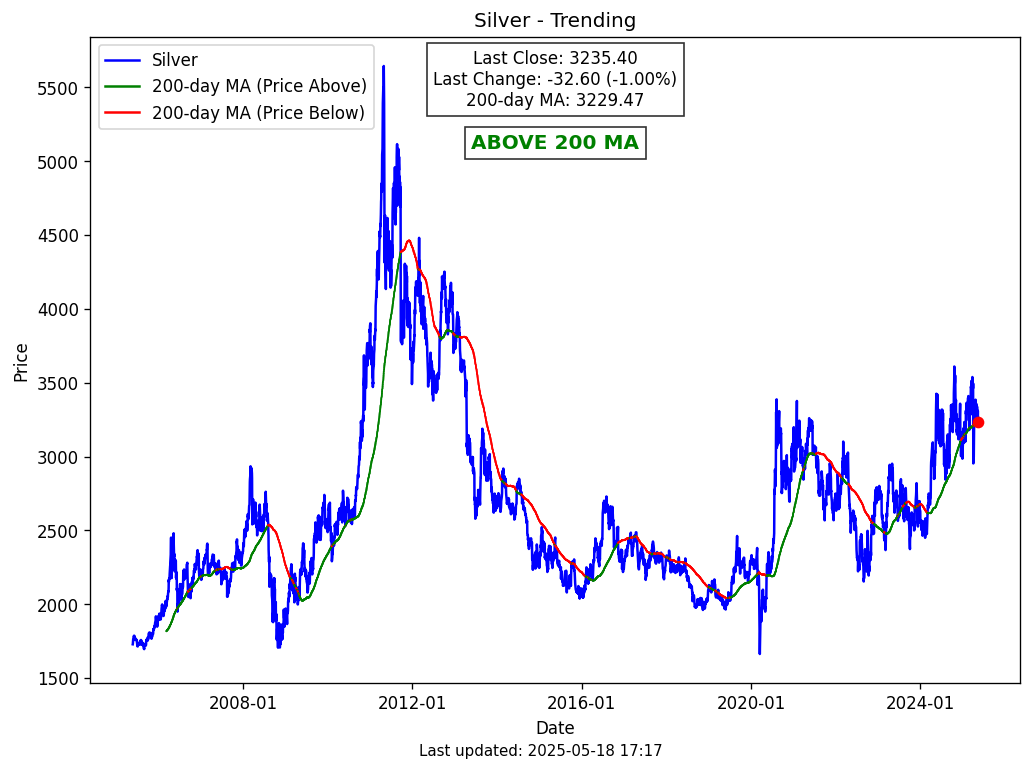 Silver - Trending
Silver
200-day MA (Price Above)
200-day MA (Price Below)
Last Close: 3235.40
Last Change: -32.60 (-1.00%)
200-day MA: 3229.47
ABOVE 200 MA
Price
5500
5000
4500
4000
3500
3000
2500
2000
1500
2008-01
2012-01
2016-01
2020-01
2024-01
Date
Last updated: 2025-05-18 17:17